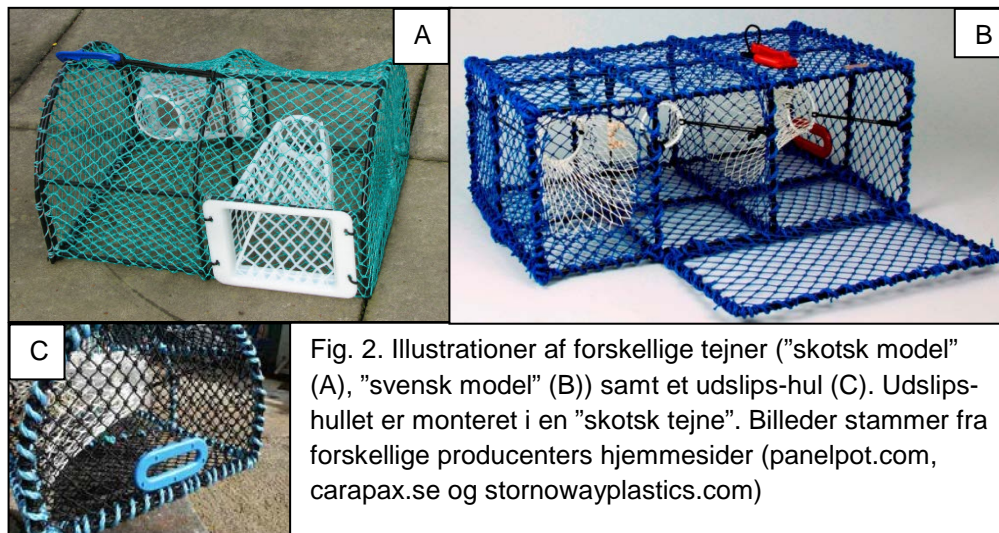 A
B
C
Fig. 2. Illustrationer af forskellige tejner (”skotsk model”
(A), ”svensk model” (B)) samt et udslips-hul (C). Udslips-
hullet er monteret i en ”skotsk tejne”. Billeder stammer fra
forskellige producenters hjemmesider (panelpot.com,
carapax.se og stornowayplastics.com)